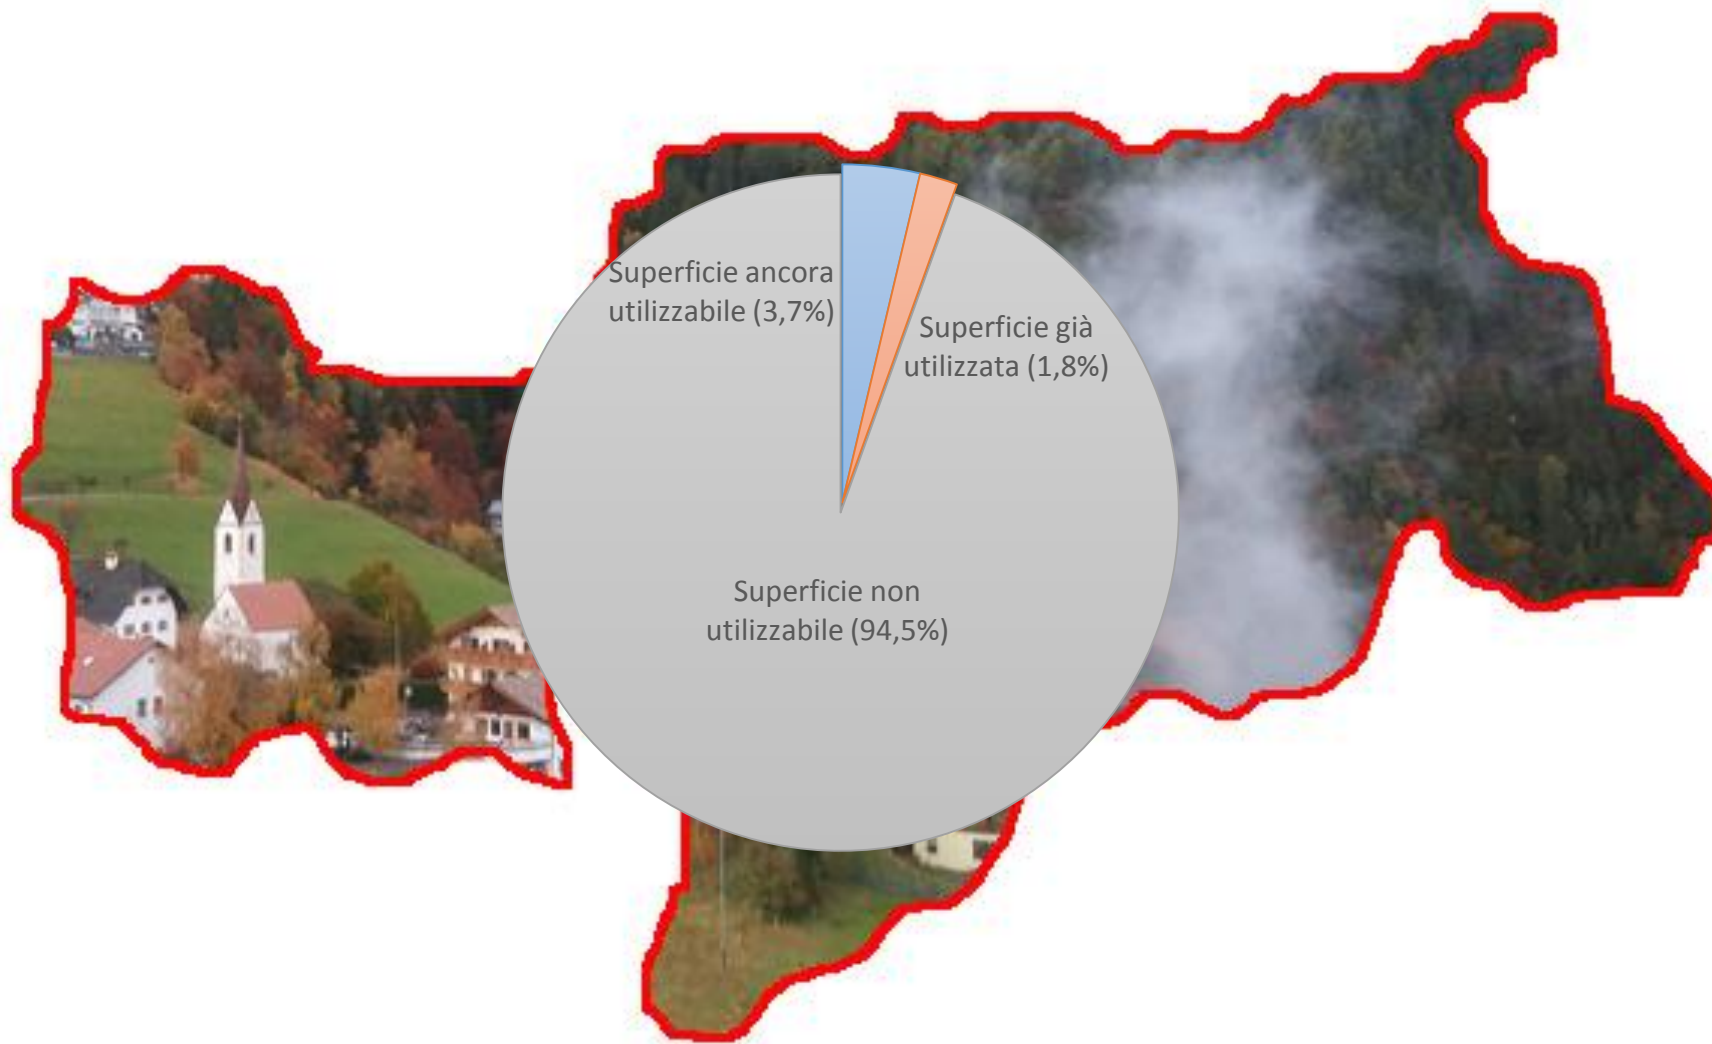 Superficie ancora
utilizzabile (3,7%)
Superficie già
utilizzata (1,8%)
Superficie non
utilizzabile (94,5%)